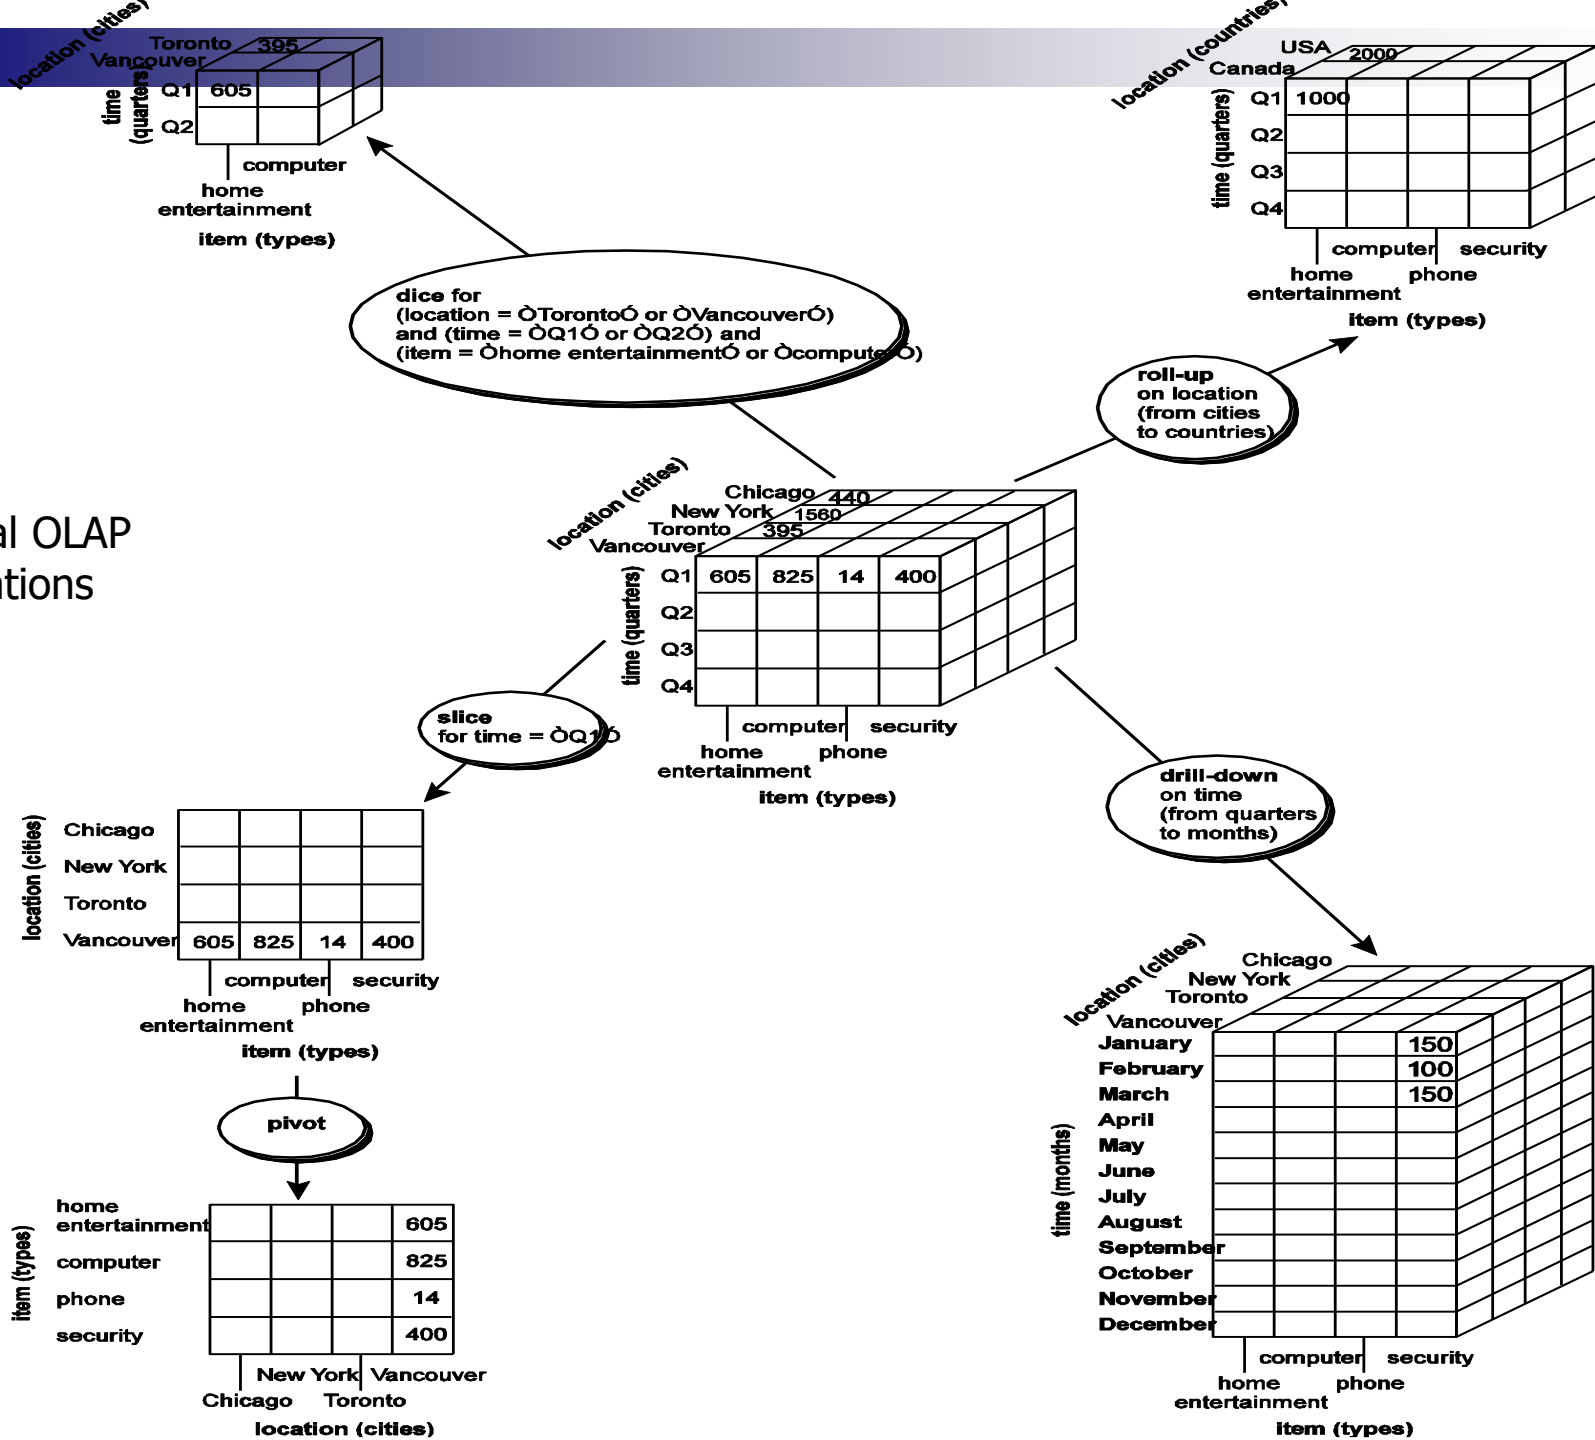 location (cities)
Toronto 395
Vancouver
time
(quarters)
Q1 605
Q2
computer
home
entertainment
item (types)
location (countries)
USA 2000
Canada
time (quarters)
Q1 1000
Q2
Q3
Q4
computer security
home phone
entertainment
item (types)
dice for
(location = ÒTorontoÓ or ÒVancouverÓ)
and (time = ÒQ1Ó or ÒQ2Ó) and
(item = Òhome entertainmentÓ or ÒcomputerÓ)
roll-up
on location
(from cities
to countries)
al OLAP
ations
location (cities)
Chicago 440
New York 1560
Toronto 395
Vancouver
time (quarters)
Q1 605 825 14 400
Q2
Q3
Q4
computer security
home phone
entertainment
item (types)
slice
for time = ÒQ1Ó
drill-down
on time
(from quarters
to months)
location (cities)
Chicago
New York
Toronto
Vancouver 605 825 14 400
computer security
home phone
entertainment
item (types)
pivot
item (types)
home
entertainment 605
computer 825
phone 14
security 400
New York Vancouver
Chicago Toronto
location (cities)
location (cities)
Chicago
New York
Toronto
Vancouver
time (months)
January 150
February 100
March 150
April
May
June
July
August
September
October
November
December
computer security
home phone
entertainment
item (types)